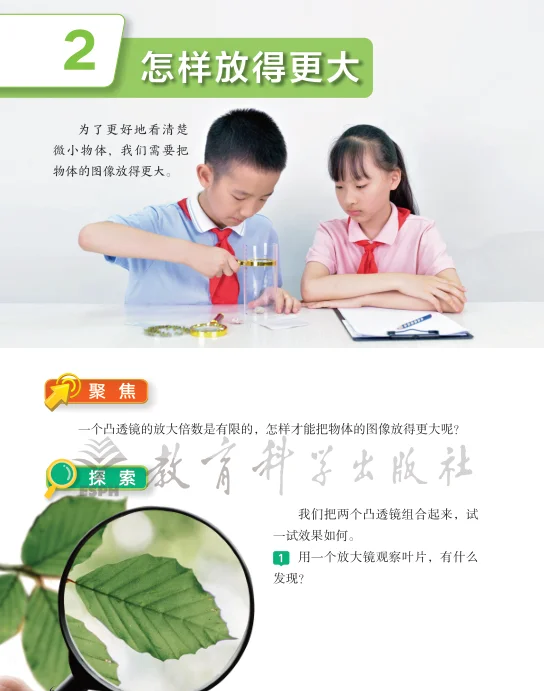 2
怎样放得更大
为了更好地看清楚
微小物体，我们需要把
物体的图像放得更大。
聚焦
一个凸透镜的放大倍数是有限的，怎样才能把物体的图像放得更大呢？
教育科学出版社
ESPH
探索
我们把两个凸透镜组合起来，试
一试效果如何。
1 用一个放大镜观察叶片，有什么
发现？